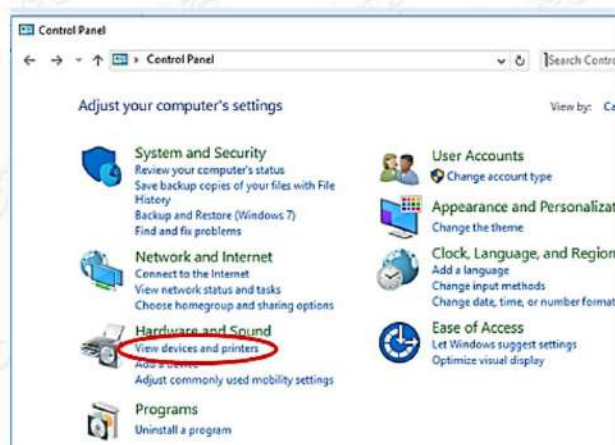 Control Panel
Control Panel
Search Contro
Adjust your computer's settings
View by: Ca
System and Security
Review your computer's status
Save backup copies of your files with File
History
Backup and Restore (Windows 7)
Find and fix problems
Network and Internet
Connect to the Internet
View network status and tasks
Choose homegroup and sharing options
Hardware and Sound
View devices and printers
Add a device
Adjust commonly used mobility settings
Programs
Uninstall a program
User Accounts
Change account type
Appearance and Personalizat
Change the theme
Clock, Language, and Region
Add a language
Change input methods
Change date, time, or number format
Ease of Access
Let Windows suggest settings
Optimize visual display